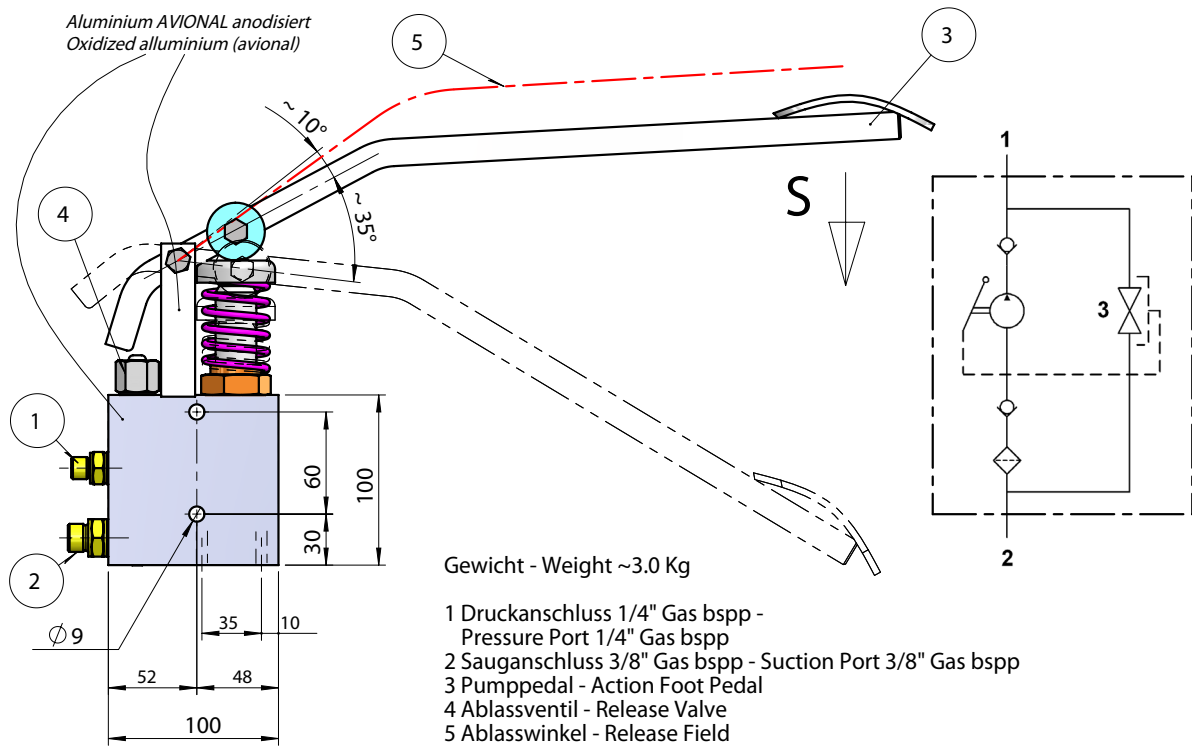 Aluminium AVIONAL anodisiert
Oxidized alluminium (avional)
5
3
~ 10°
~ 35°
4
S
1
3
2
1
2
60
100
30
Ø 9
35
10
52
48
100
Gewicht - Weight ~3.0 Kg
1 Druckanschluss 1/4" Gas bspp -
Pressure Port 1/4" Gas bspp
2 Sauganschluss 3/8" Gas bspp - Suction Port 3/8" Gas bspp
3 Pumppedal - Action Foot Pedal
4 Ablassventil - Release Valve
5 Ablasswinkel - Release Field